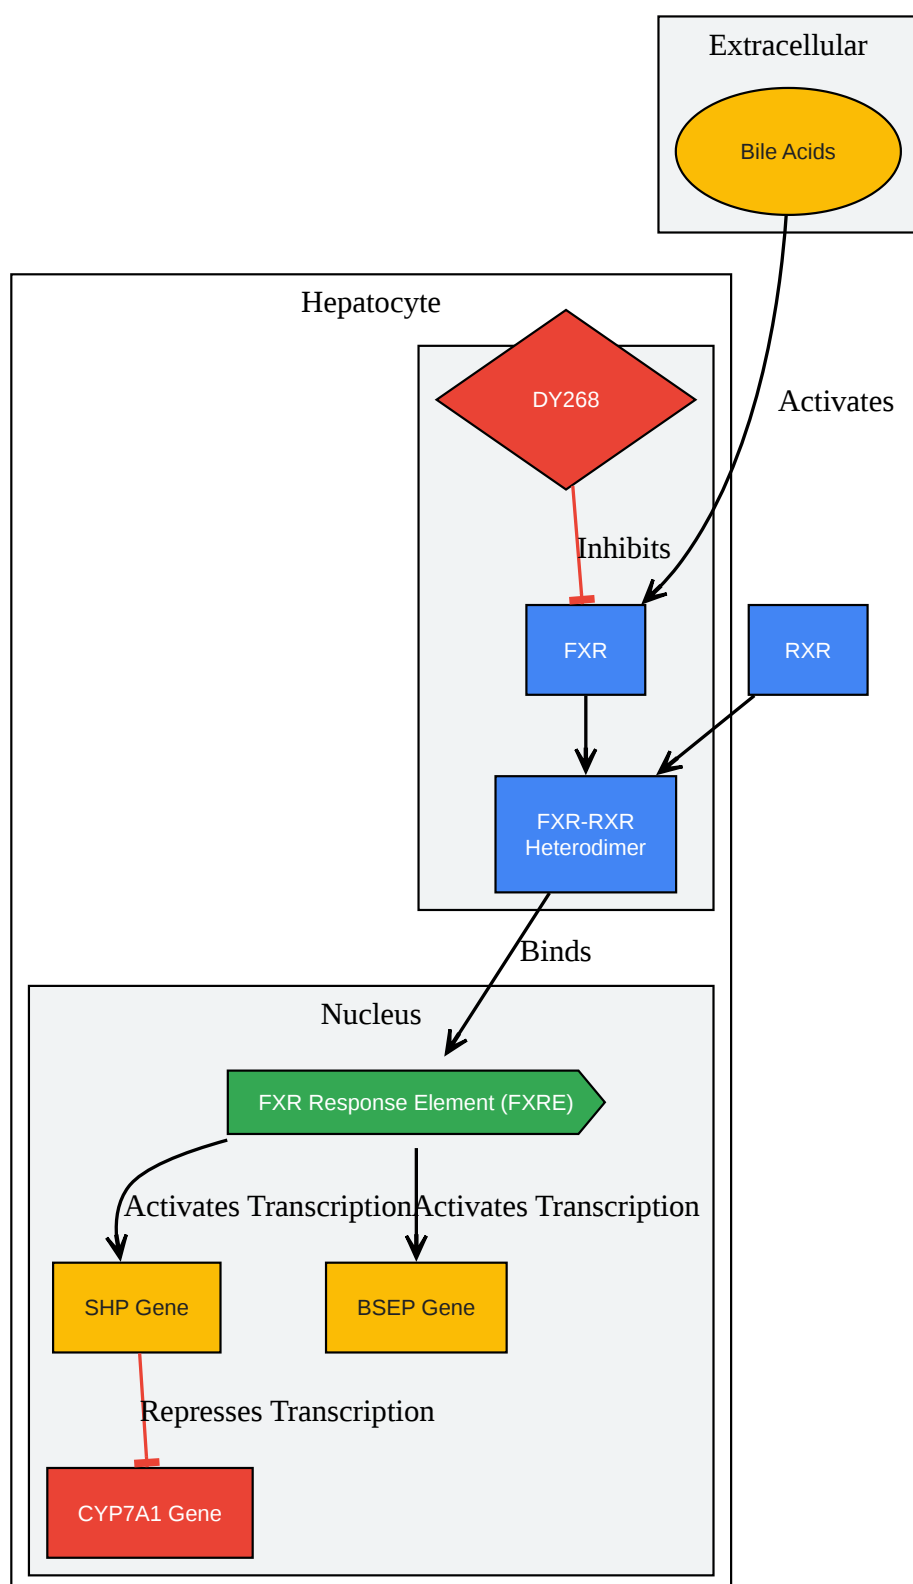 Extracellular
Bile Acids
Hepatocyte
DY268
Activates
Inhibits
FXR
RXR
FXR-RXR
Heterodimer
Binds
Nucleus
FXR Response Element (FXRE)
Activates Transcription
Activates Transcription
SHP Gene
BSEP Gene
Represses Transcription
CYP7A1 Gene